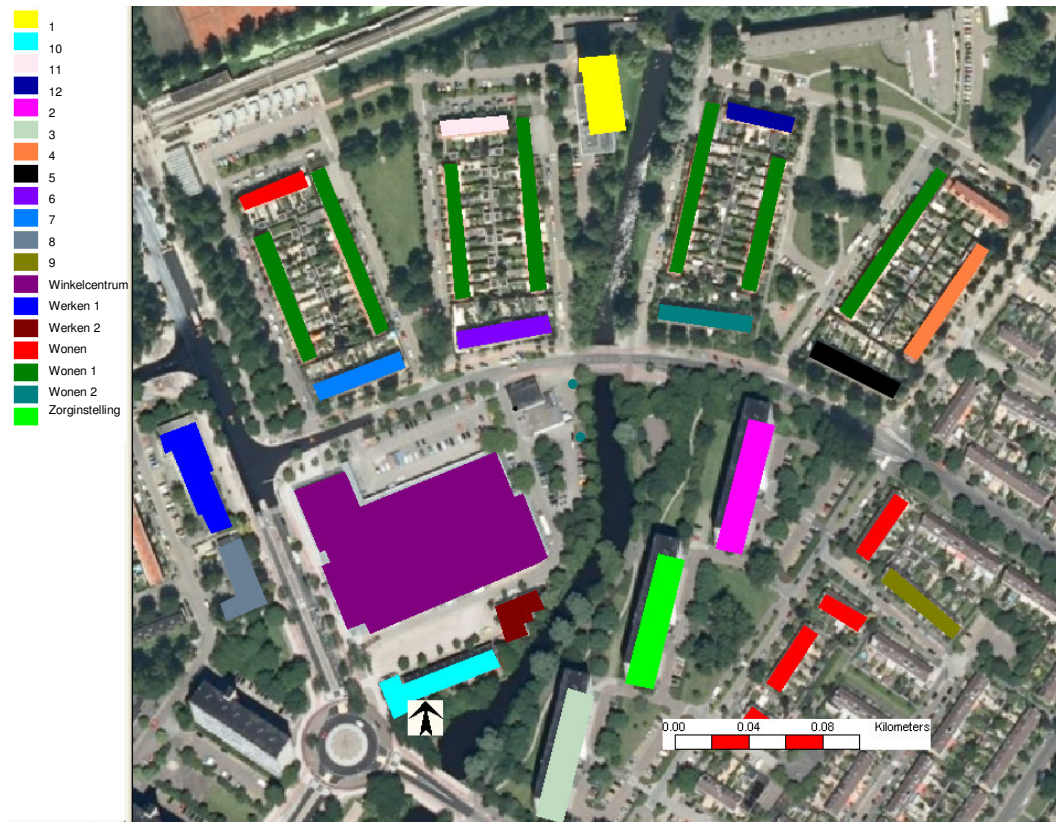 1
10
11
12
2
3
4
5
6
7
8
9
Winkelcentrum
Werken 1
Werken 2
Wonen
Wonen 1
Wonen 2
Zorginstelling
0.00 0.04 0.08 Kilometers